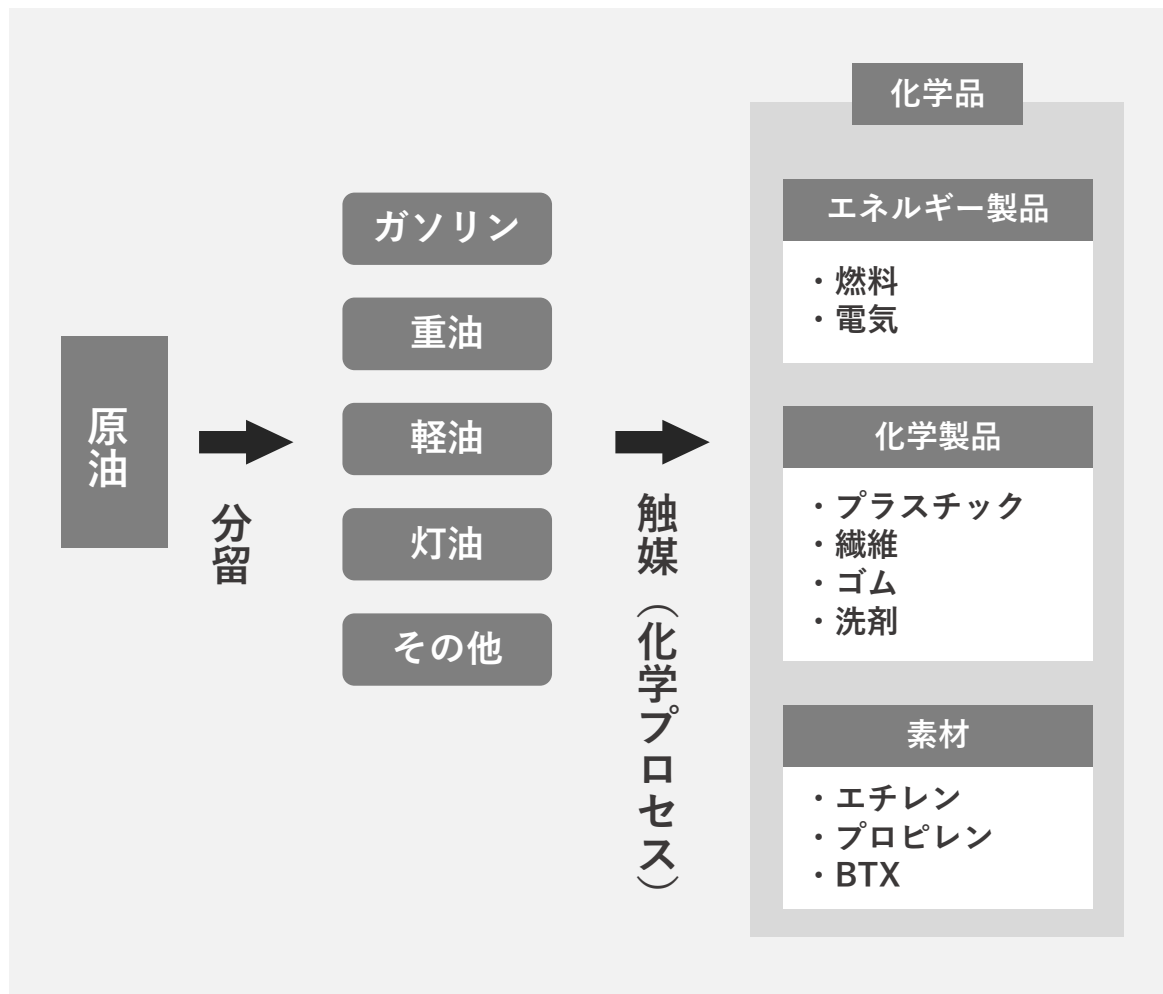 原油
分留
ガソリン
重油
軽油
灯油
その他
触媒（化学プロセス）
化学品
エネルギー製品
・燃料
・電気
化学製品
・プラスチック
・繊維
・ゴム
・洗剤
素材
・エチレン
・プロピレン
・BTX